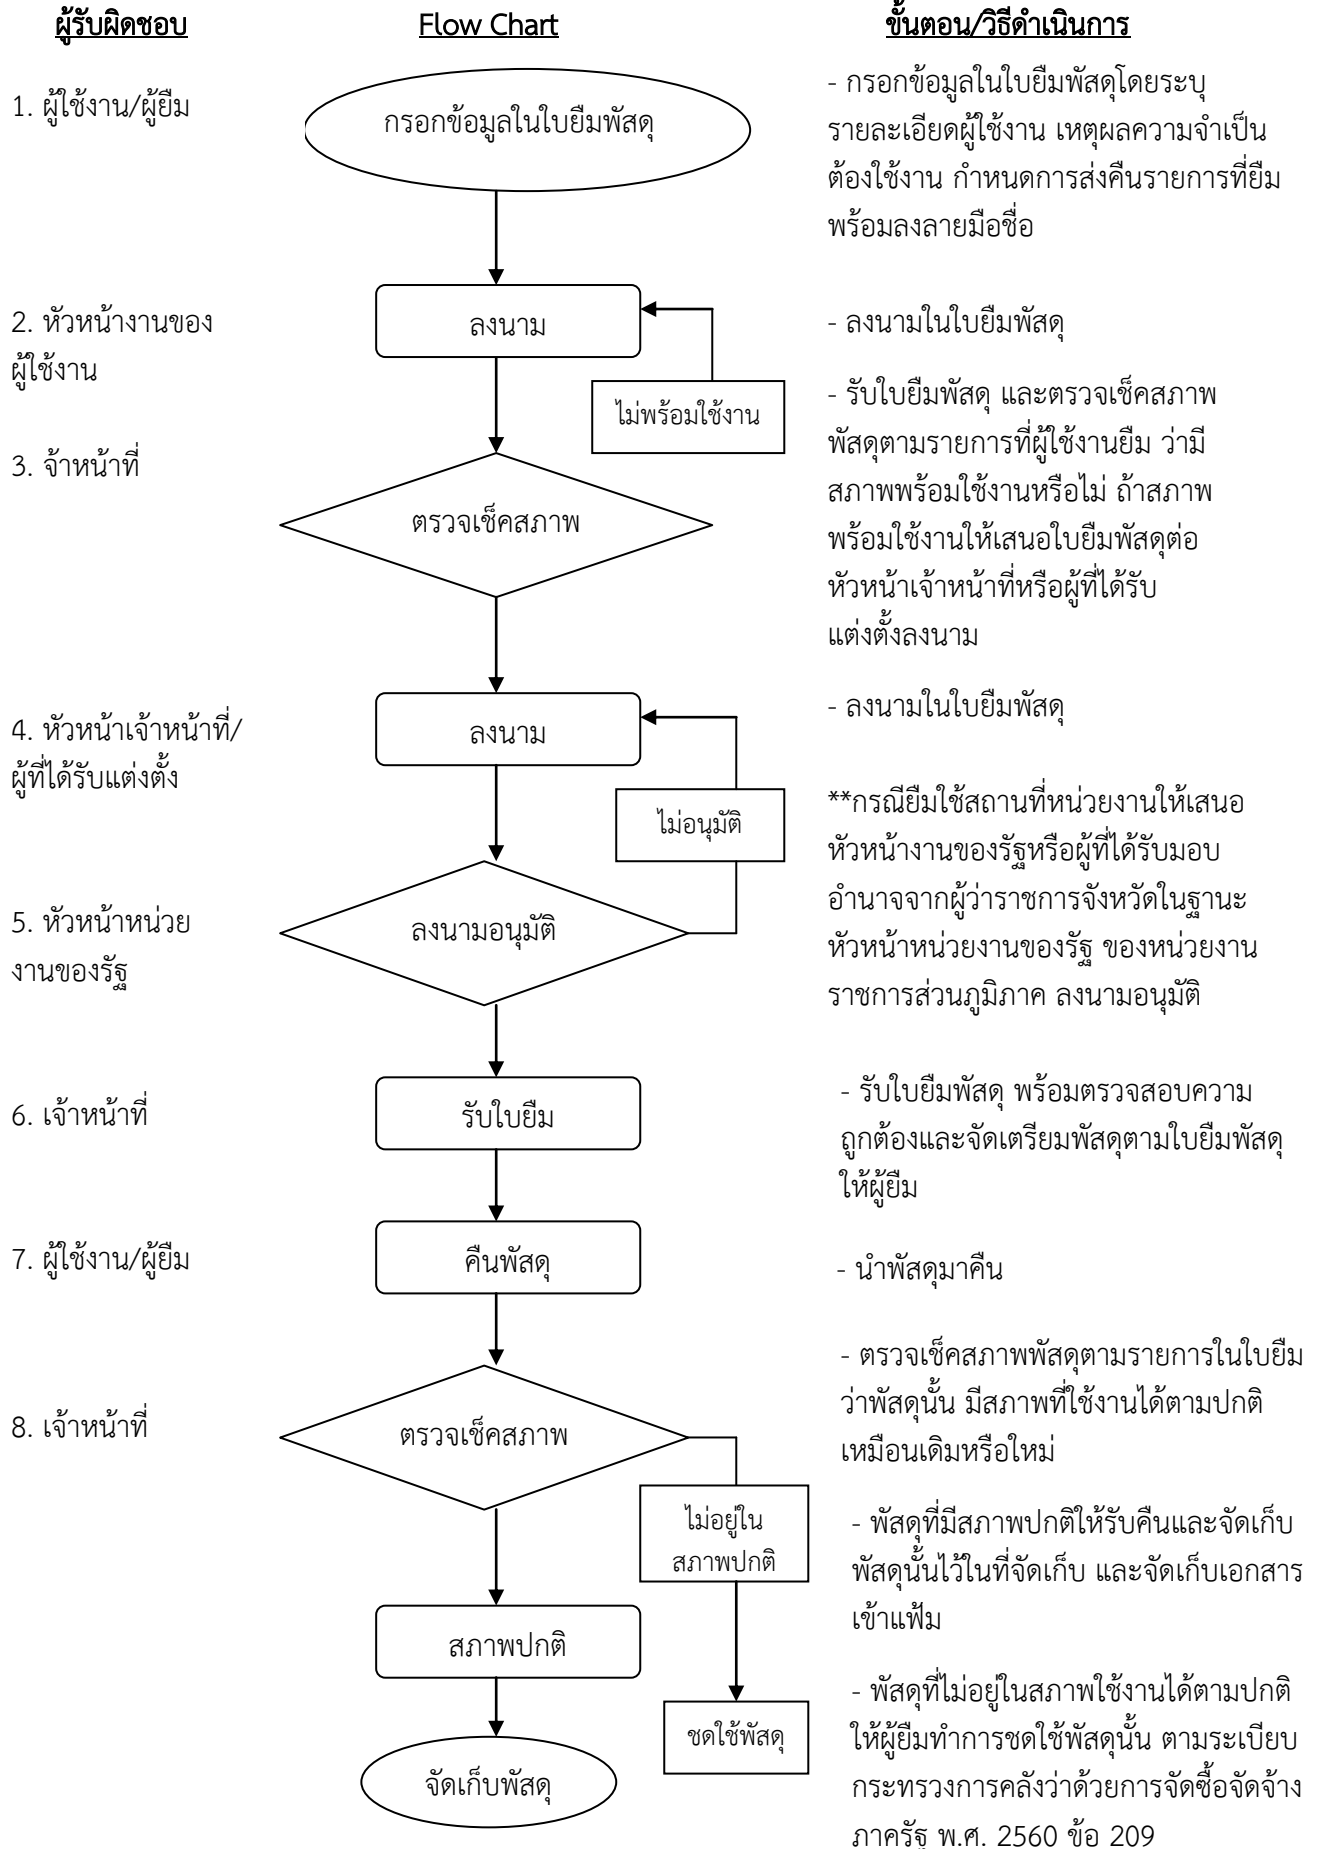 ผู้รับผิดชอบ
Flow Chart
ขั้นตอน/วิธีดำเนินการ
1. ผู้ใช้งาน/ผู้ยืม
กรอกข้อมูลในใบยืมพัสดุ
- กรอกข้อมูลในใบยืมพัสดุโดยระบุ
รายละเอียดผู้ใช้งาน เหตุผลความจำเป็น
ต้องใช้งาน กำหนดการส่งคืนรายการที่ยืม
พร้อมลงลายมือชื่อ
2. หัวหน้างานของ
ผู้ใช้งาน
ลงนาม
- ลงนามในใบยืมพัสดุ
ไม่พร้อมใช้งาน
3. จ้าหน้าที่
ตรวจเช็คสภาพ
- รับใบยืมพัสดุ และตรวจเช็คสภาพ
พัสดุตามรายการที่ผู้ใช้งานยืม ว่ามี
สภาพพร้อมใช้งานหรือไม่ ถ้าสภาพ
พร้อมใช้งานให้เสนอใบยืมพัสดุต่อ
หัวหน้าเจ้าหน้าที่หรือผู้ที่ได้รับ
แต่งตั้งลงนาม
4. หัวหน้าเจ้าหน้าที่/
ผู้ที่ได้รับแต่งตั้ง
ลงนาม
- ลงนามในใบยืมพัสดุ
ไม่อนุมัติ
5. หัวหน้าหน่วย
งานของรัฐ
ลงนามอนุมัติ
**กรณียืมใช้สถานที่หน่วยงานให้เสนอ
หัวหน้างานของรัฐหรือผู้ที่ได้รับมอบ
อำนาจจากผู้ว่าราชการจังหวัดในฐานะ
หัวหน้าหน่วยงานของรัฐ ของหน่วยงาน
ราชการส่วนภูมิภาค ลงนามอนุมัติ
6. เจ้าหน้าที่
รับใบยืม
- รับใบยืมพัสดุ พร้อมตรวจสอบความ
ถูกต้องและจัดเตรียมพัสดุตามใบยืมพัสดุ
ให้ผู้ยืม
7. ผู้ใช้งาน/ผู้ยืม
คืนพัสดุ
- นำพัสดุมาคืน
8. เจ้าหน้าที่
ตรวจเช็คสภาพ
- ตรวจเช็คสภาพพัสดุตามรายการในใบยืม
ว่าพัสดุนั้น มีสภาพที่ใช้งานได้ตามปกติ
เหมือนเดิมหรือใหม่
ไม่อยู่ใน
สภาพปกติ
- พัสดุที่มีสภาพปกติให้รับคืนและจัดเก็บ
พัสดุนั้นไว้ในที่จัดเก็บ และจัดเก็บเอกสาร
เข้าแฟ้ม
สภาพปกติ
ชดใช้พัสดุ
จัดเก็บพัสดุ
- พัสดุที่ไม่อยู่ในสภาพใช้งานได้ตามปกติ
ให้ผู้ยืมทำการชดใช้พัสดุนั้น ตามระเบียบ
กระทรวงการคลังว่าด้วยการจัดซื้อจัดจ้าง
ภาครัฐ พ.ศ. 2560 ข้อ 209